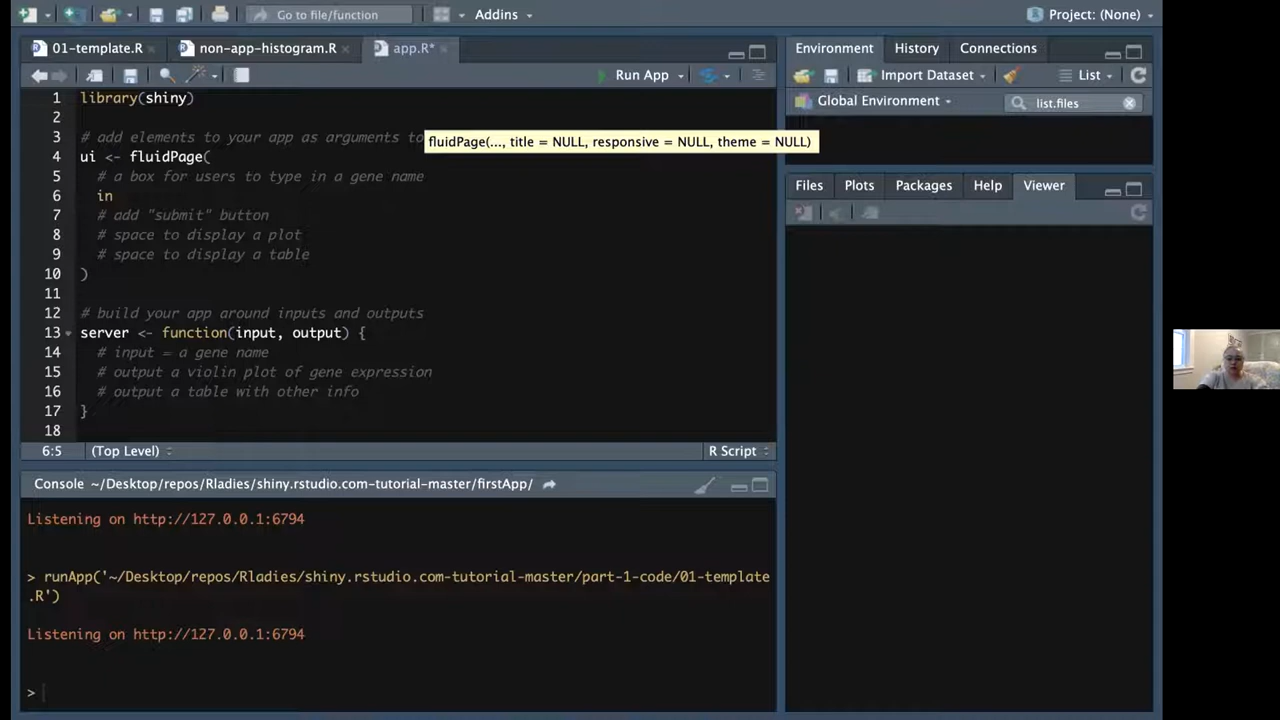 Go to file/function
Addins
Project: (None)
01-template.R
non-app-histogram.R
app.R*
Run App
1 library(shiny)
2
3 # add elements to your app as arguments to
fluidPage(..., title = NULL, responsive = NULL, theme = NULL)
4 ui <- fluidPage(
5 # a box for users to type in a gene name
6 in
7 # add "submit" button
8 # space to display a plot
9 # space to display a table
10 )
11
12 # build your app around inputs and outputs
13 server <- function(input, output) {
14 # input = a gene name
15 # output a violin plot of gene expression
16 # output a table with other info
17 }
18
6:5 (Top Level) R Script
Console ~/Desktop/repos/Rladies/shiny.rstudio.com-tutorial-master/firstApp/
Listening on http://127.0.0.1:6794
> runApp('~/Desktop/repos/Rladies/shiny.rstudio.com-tutorial-master/part-1-code/01-template
.R')
Listening on http://127.0.0.1:6794
>
Environment History Connections
Import Dataset List
Global Environment list.files
Files Plots Packages Help Viewer